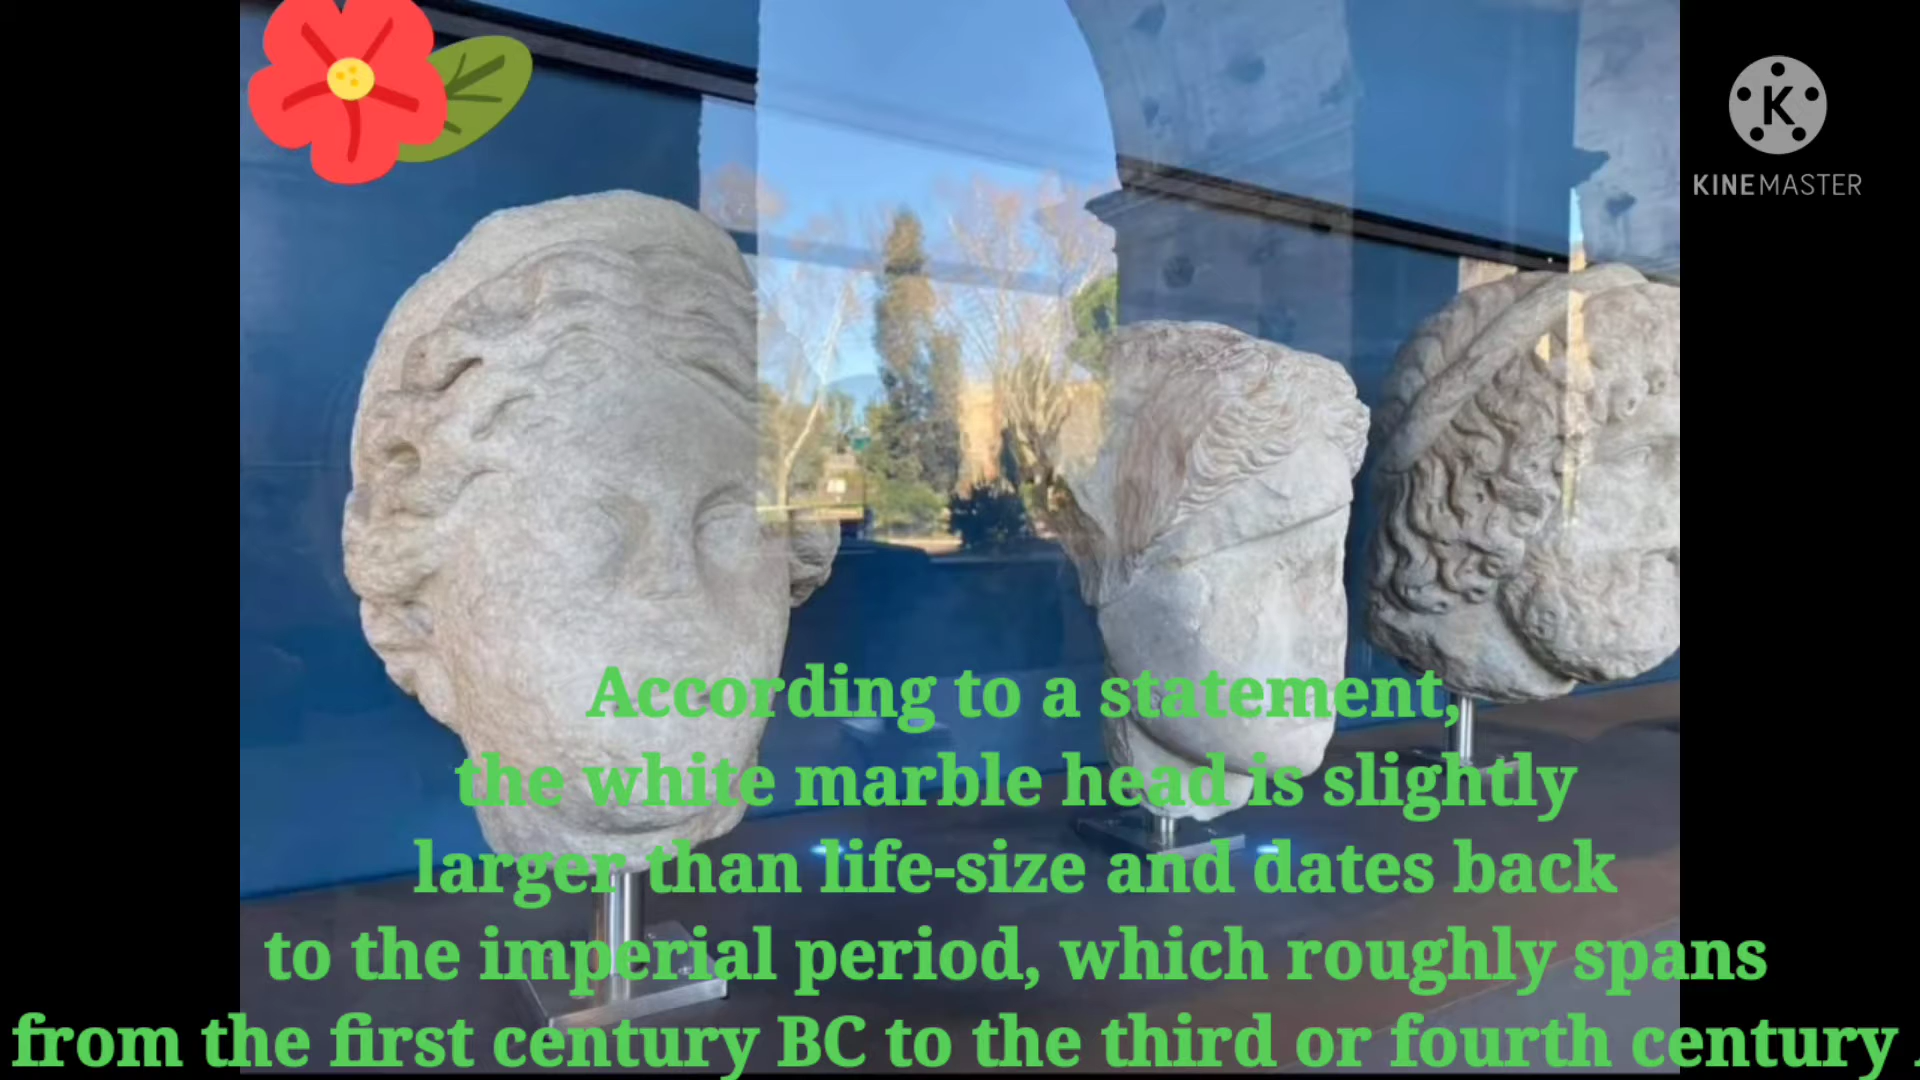 K
KINEMASTER
According to a statement,
the white marble head is slightly
larger than life-size and dates back
to the imperial period, which roughly spans
from the first century BC to the third or fourth century